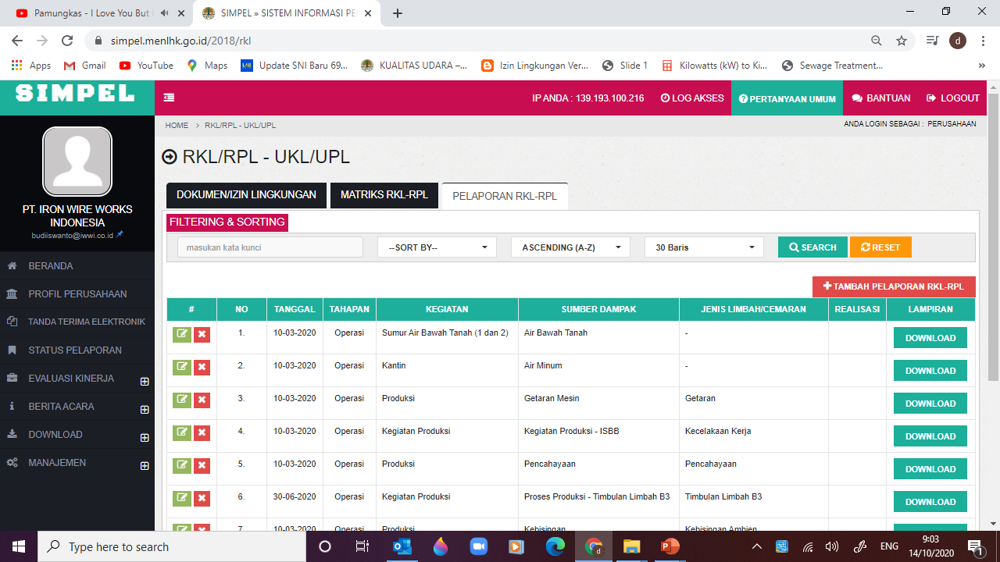 Pamungkas - I Love You But
SIMPEL » SISTEM INFORMASI PE
simpel.menlhk.go.id/2018/rkl
d
Apps
Gmail
YouTube
Maps
Update SNI Baru 69...
KUALITAS UDARA –...
Izin Lingkungan Ver...
Slide 1
Kilowatts (kW) to Ki...
Sewage Treatment...
»
SIMPEL
IP ANDA : 139.193.100.216
LOG AKSES
PERTANYAAN UMUM
BANTUAN
LOGOUT
HOME > RKL/RPL - UKL/UPL
ANDA LOGIN SEBAGAI : PERUSAHAAN
PT. IRON WIRE WORKS
INDONESIA
budiiswanto@iwwi.co.id
BERANDA
PROFIL PERUSAHAAN
TANDA TERIMA ELEKTRONIK
STATUS PELAPORAN
EVALUASI KINERJA
BERITA ACARA
DOWNLOAD
MANAJEMEN
RKL/RPL - UKL/UPL
DOKUMEN/IZIN LINGKUNGAN
MATRIKS RKL-RPL
PELAPORAN RKL-RPL
FILTERING & SORTING
masukan kata kunci
--SORT BY--
ASCENDING (A-Z)
30 Baris
SEARCH
RESET
TAMBAH PELAPORAN RKL-RPL
# NO TANGGAL TAHAPAN KEGIATAN SUMBER DAMPAK JENIS LIMBAH/CEMARAN REALISASI LAMPIRAN
1. 10-03-2020 Operasi Sumur Air Bawah Tanah (1 dan 2) Air Bawah Tanah - DOWNLOAD
2. 10-03-2020 Operasi Kantin Air Minum - DOWNLOAD
3. 10-03-2020 Operasi Produksi Getaran Mesin Getaran DOWNLOAD
4. 10-03-2020 Operasi Kegiatan Produksi Kegiatan Produksi - ISBB Kecelakaan Kerja DOWNLOAD
5. 10-03-2020 Operasi Produksi Pencahayaan Pencahayaan DOWNLOAD
6. 30-06-2020 Operasi Kegiatan Produksi Proses Produksi - Timbulan Limbah B3 Timbulan Limbah B3 DOWNLOAD
7. 10-03-2020 Operasi Produksi Kebisingan Kebisingan Ambien
Type here to search
ENG
9:03
14/10/2020
1